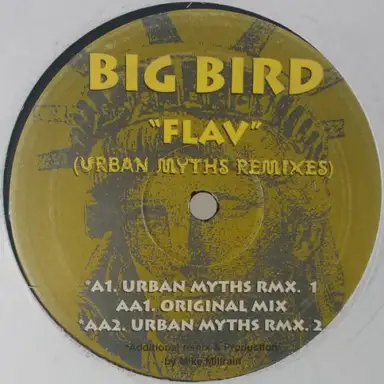 BIG BIRD
"FLAV"
(URBAN MYTHS REMIXES)
*A1. URBAN MYTHS RMX. 1
AA1. ORIGINAL MIX
*AA2. URBAN MYTHS RMX. 2
*Additional remix & Production
by Mike Millrain